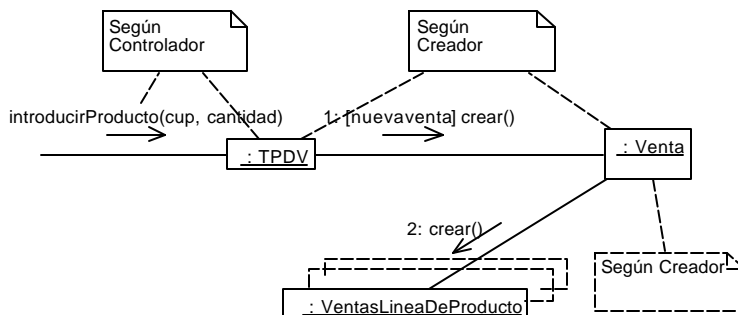 Según
Controlador
Según
Creador
introducirProducto(cup, cantidad)
1: [nuevaventa] crear()
: TPDV
: Venta
2: crear()
Según Creador
: VentasLineaDeProducto